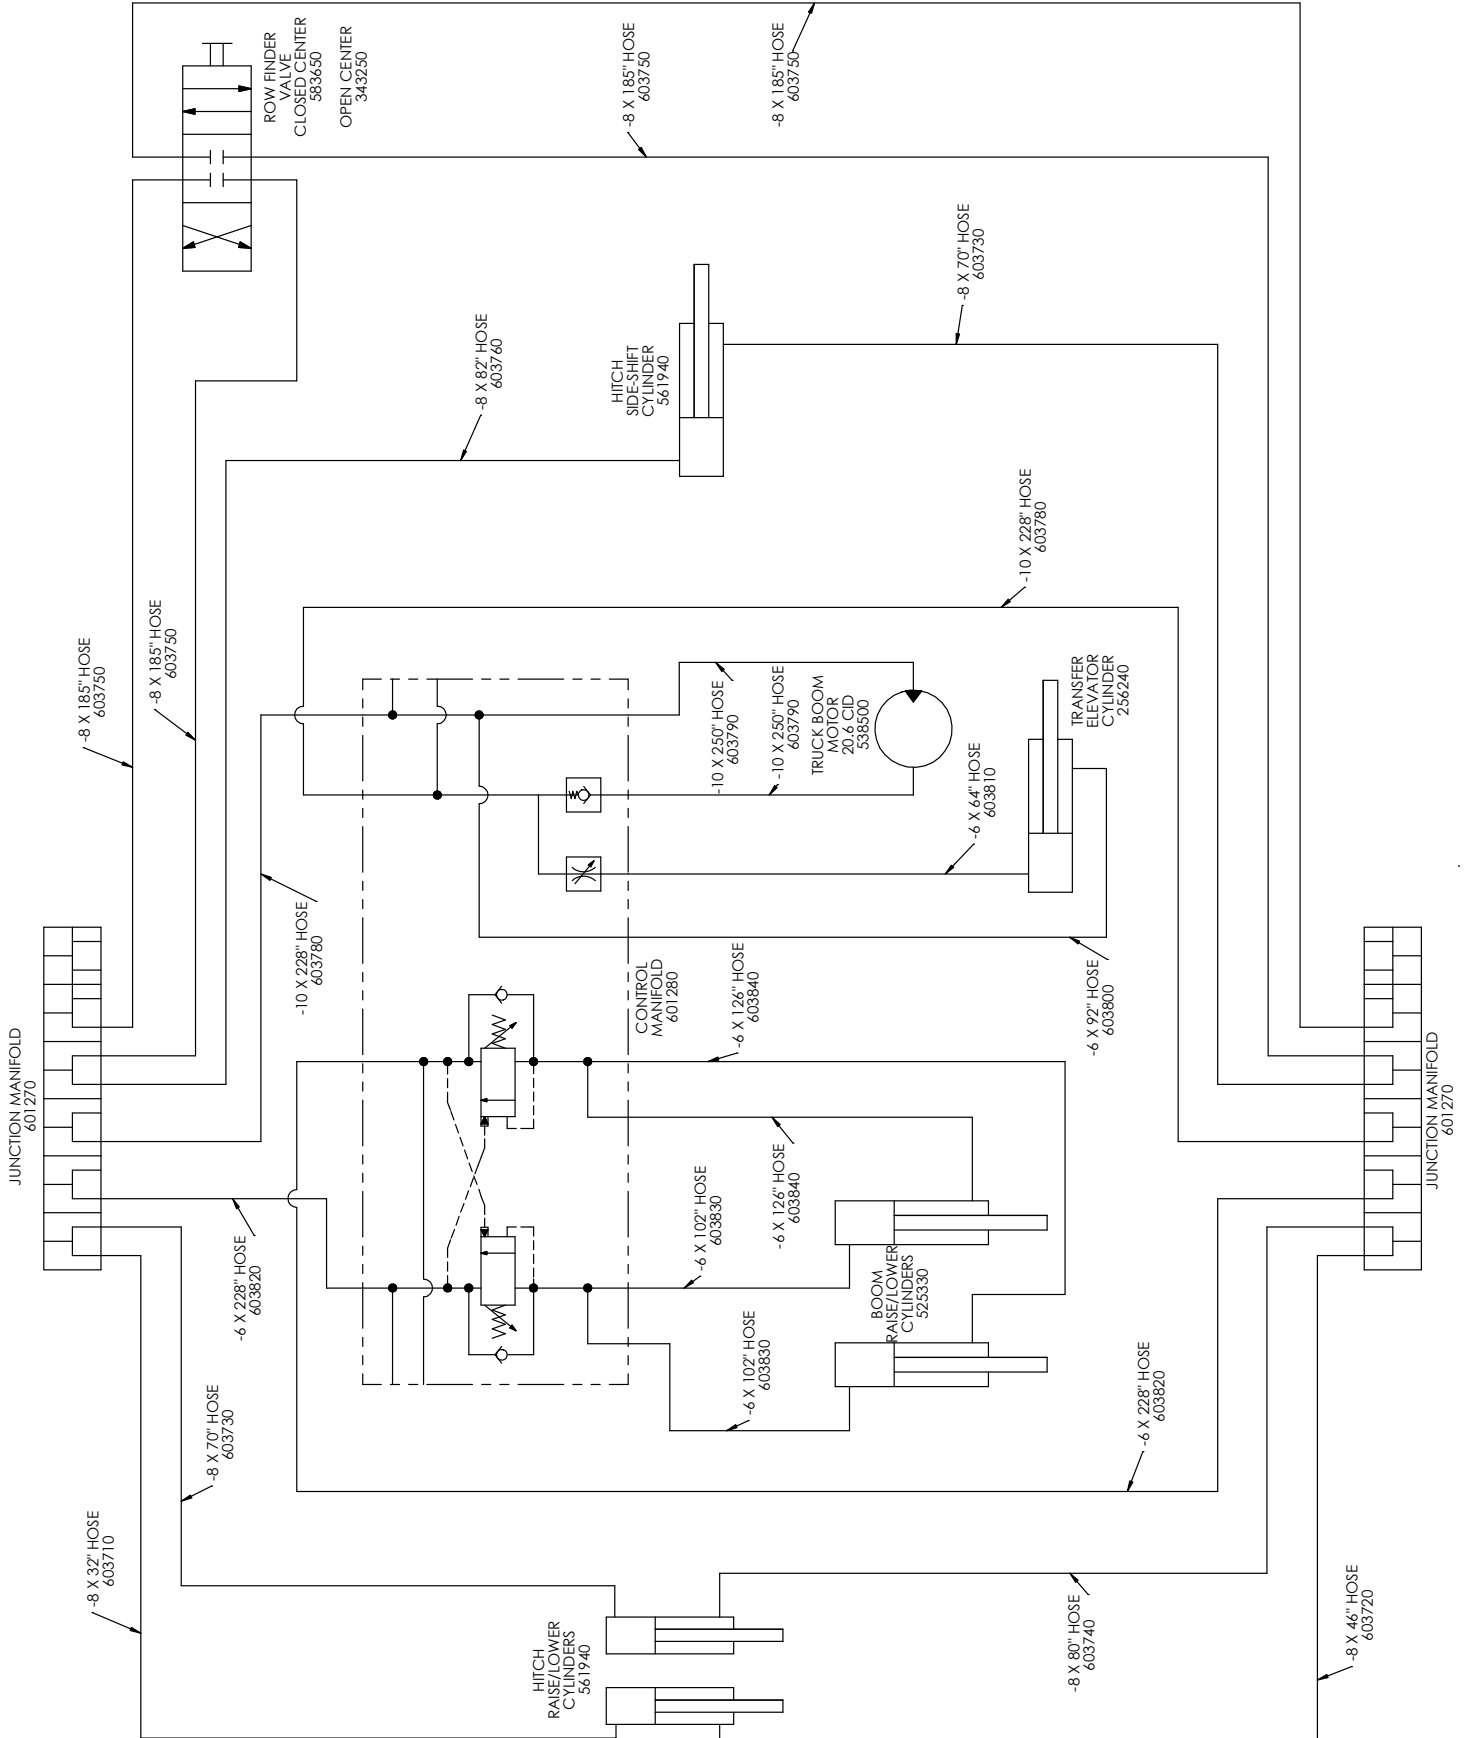 ROW FINDER
VALVE
CLOSED CENTER
583650
OPEN CENTER
343250
-8 X 185" HOSE
603750
-8 X 185" HOSE
603750
-8 X 70" HOSE
603730
-8 X 82" HOSE
603760
HITCH
SIDE-SHIFT
CYLINDER
561940
-10 X 228" HOSE
603780
-8 X 185" HOSE
603750
-8 X 185" HOSE
603750
-10 X 250" HOSE
603790
-10 X 250" HOSE
603790
TRUCK BOOM
MOTOR
20.6 CID
538500
TRANSFER
ELEVATOR
CYLINDER
256240
-6 X 64" HOSE
603810
-10 X 228" HOSE
603780
CONTROL
MANIFOLD
601280
-6 X 126" HOSE
603840
-6 X 92" HOSE
603800
JUNCTION MANIFOLD
601270
JUNCTION MANIFOLD
601270
-6 X 126" HOSE
603840
-6 X 102" HOSE
603830
BOOM
RAISE/LOWER
CYLINDERS
525330
-6 X 228" HOSE
603820
-6 X 102" HOSE
603830
-6 X 228" HOSE
603820
-8 X 70" HOSE
603730
-8 X 32" HOSE
603710
HITCH
RAISE/LOWER
CYLINDERS
561940
-8 X 80" HOSE
603740
-8 X 46" HOSE
603720